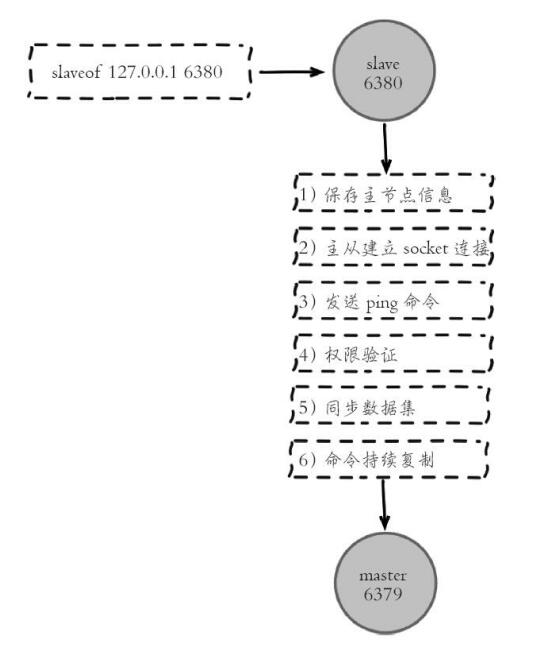 slaveof 127.0.0.1 6380
slave
6380
1) 保存主节点信息
2) 主从建立 socket 连接
3) 发送 ping 命令
4) 权限验证
5) 同步数据集
6) 命令持续复制
master
6379